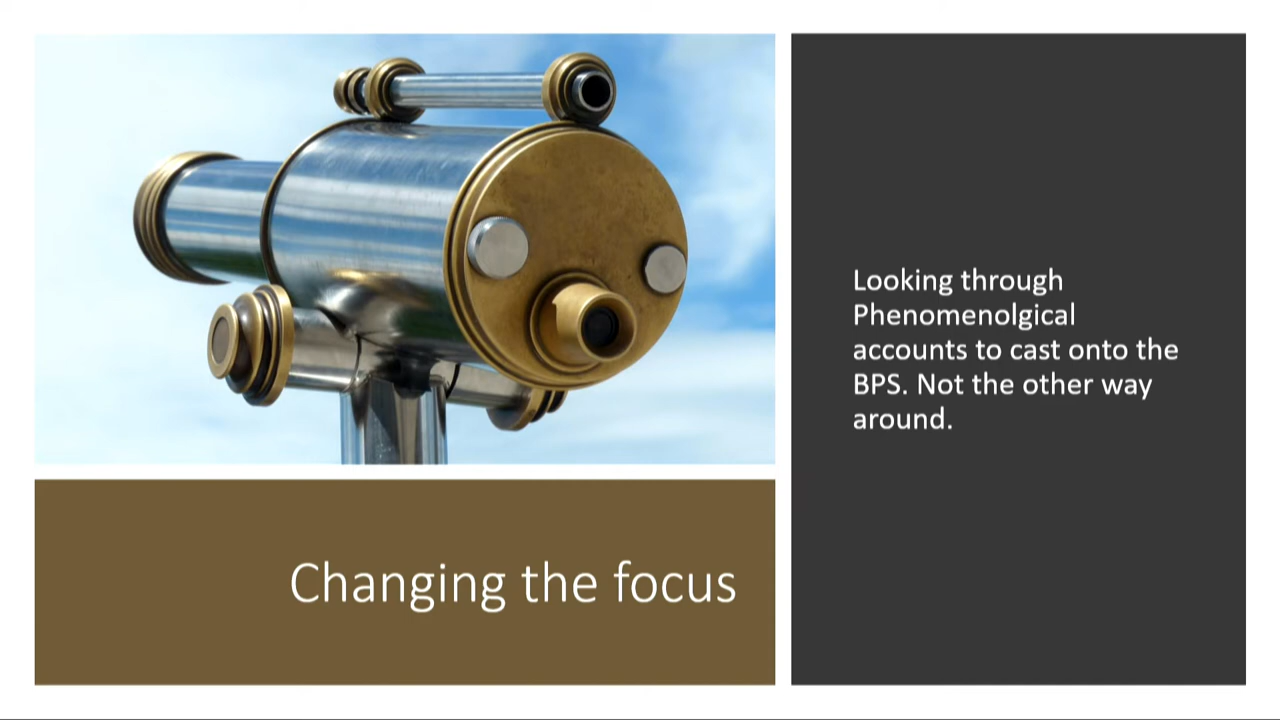 Changing the focus
Looking through
Phenomenolgical
accounts to cast onto the
BPS. Not the other way
around.